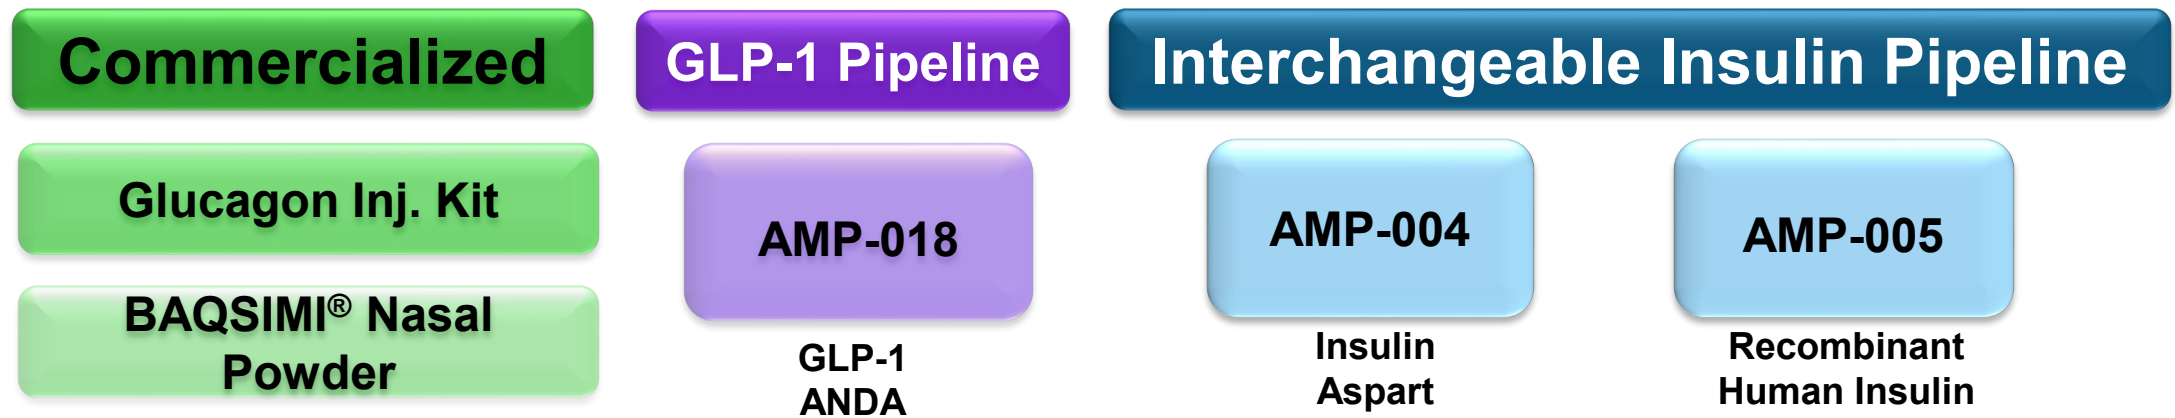 Commercialized
Glucagon Inj. Kit
BAQSIMI® Nasal
Powder
GLP-1 Pipeline
AMP-018
GLP-1
ANDA
Interchangeable Insulin Pipeline
AMP-004
Insulin
Aspart
AMP-005
Recombinant
Human Insulin